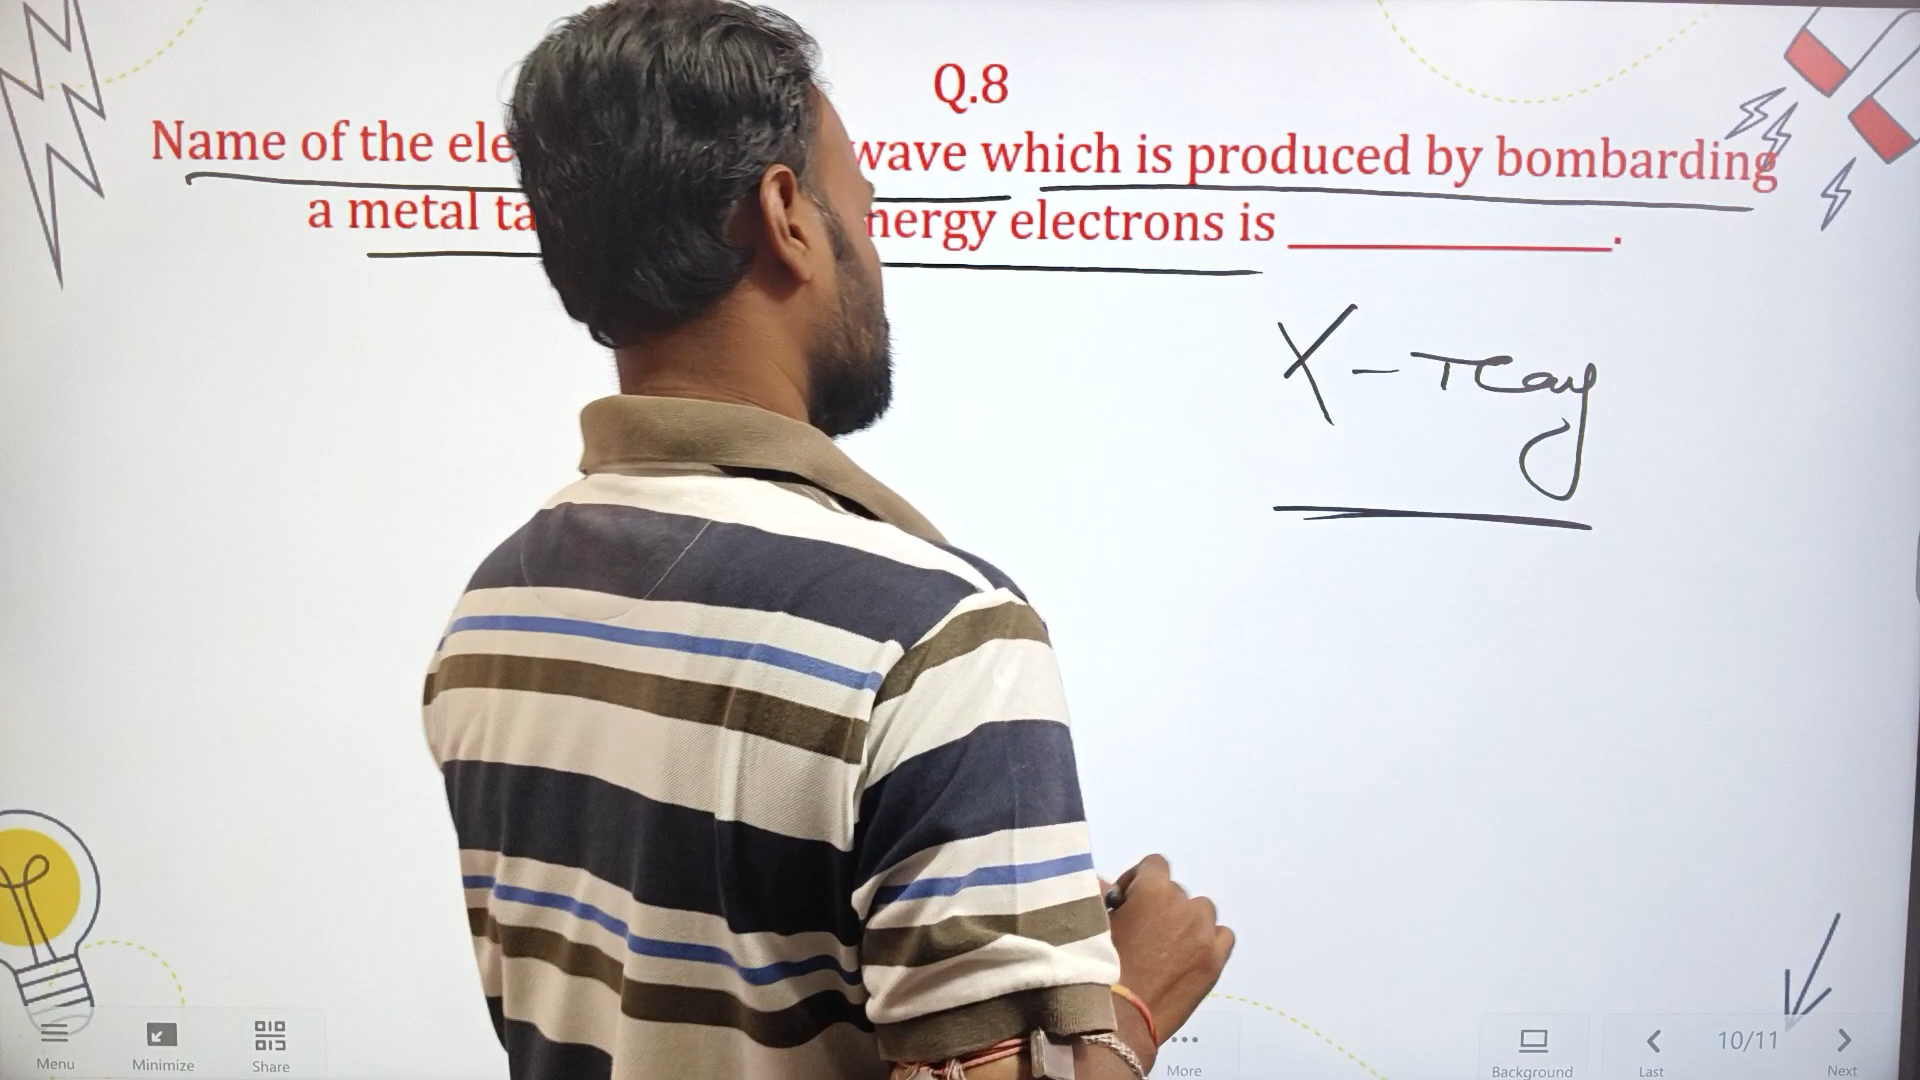 Q.8
Name of the ele wave which is produced by bombarding
a metal ta nergy electrons is ____________.
X-Ray
Menu Minimize Share More Background Last 10/11 Next